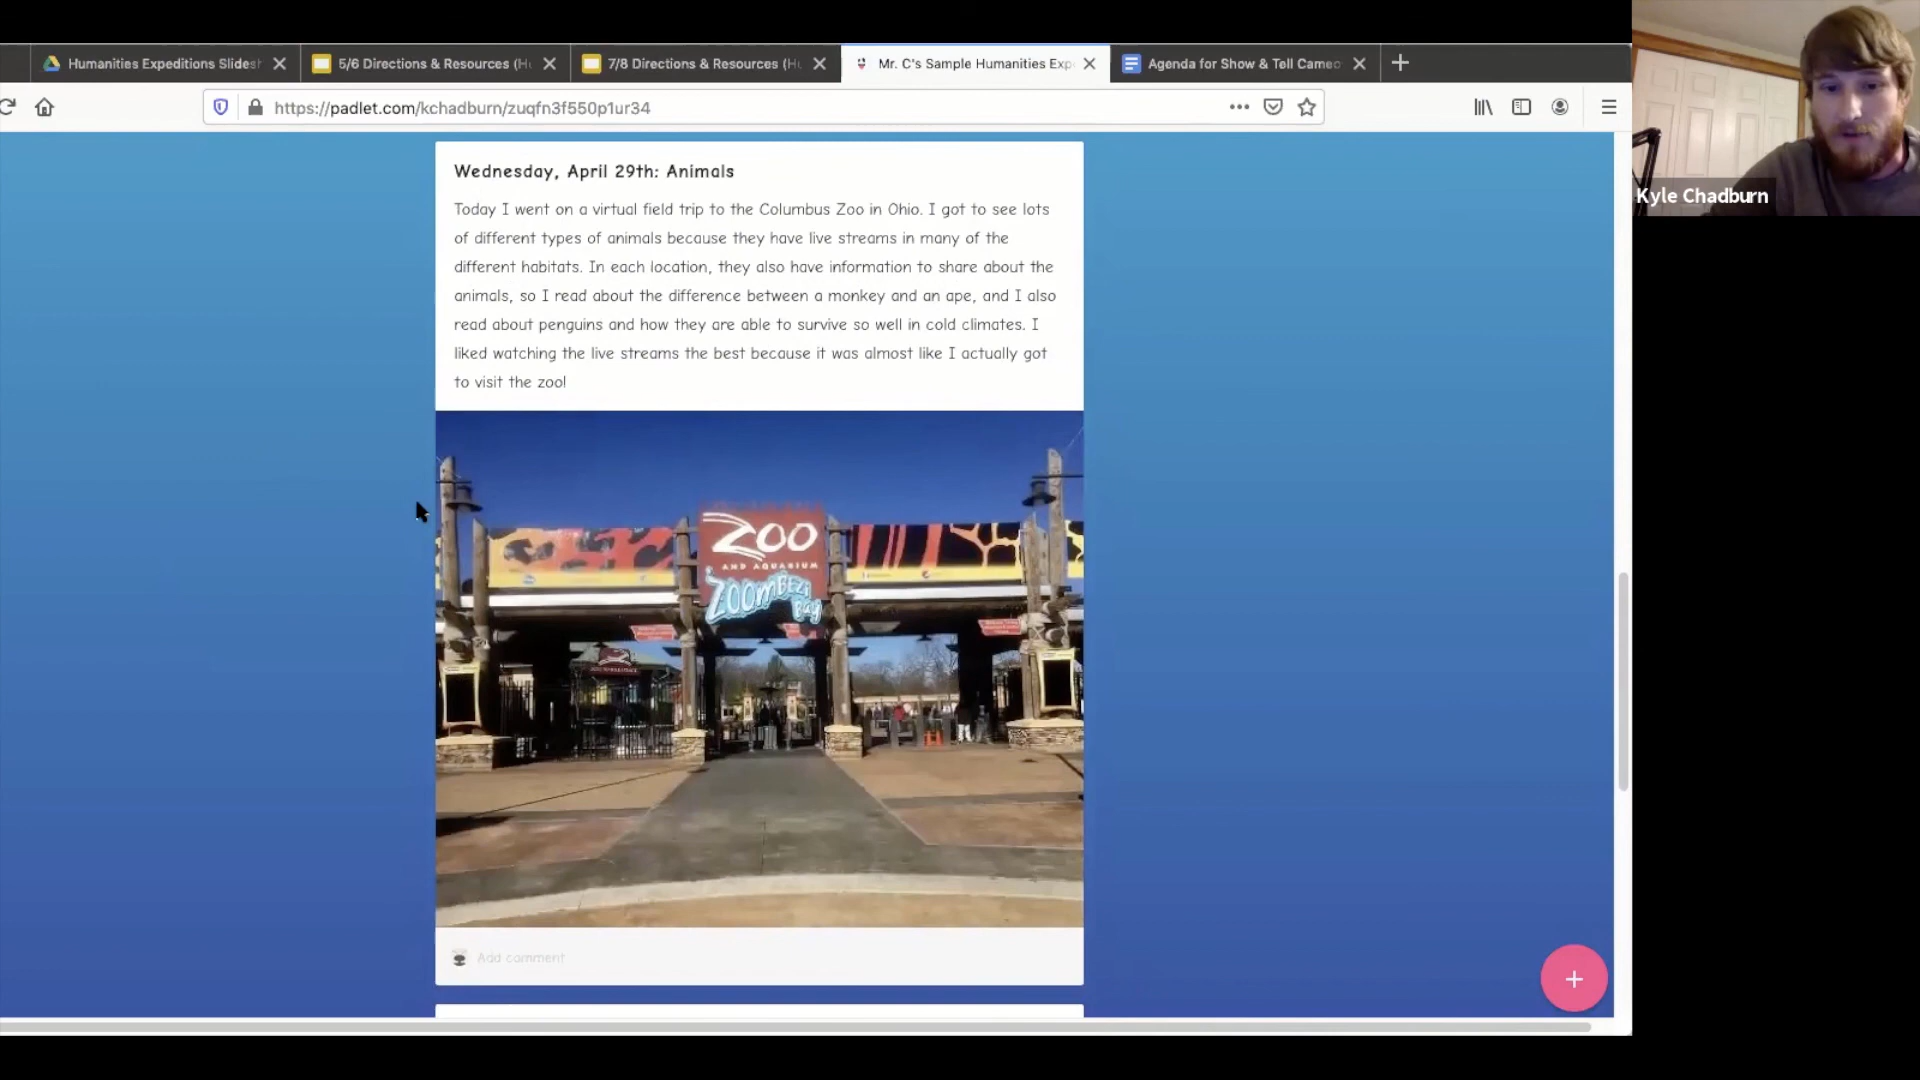 Humanities Expeditions Slidesh
5/6 Directions & Resources (Hu
7/8 Directions & Resources (Hu
Mr. C's Sample Humanities Exp
Agenda for Show & Tell Cameo
https://padlet.com/kchadburn/zuqfn3f550p1ur34
Kyle Chadburn
Wednesday, April 29th: Animals
Today I went on a virtual field trip to the Columbus Zoo in Ohio. I got to see lots
of different types of animals because they have live streams in many of the
different habitats. In each location, they also have information to share about the
animals, so I read about the difference between a monkey and an ape, and I also
read about penguins and how they are able to survive so well in cold climates. I
liked watching the live streams the best because it was almost like I actually got
to visit the zoo!
ZOO
AND AQUARIUM
ZOOMBEZI
BAY
Add comment